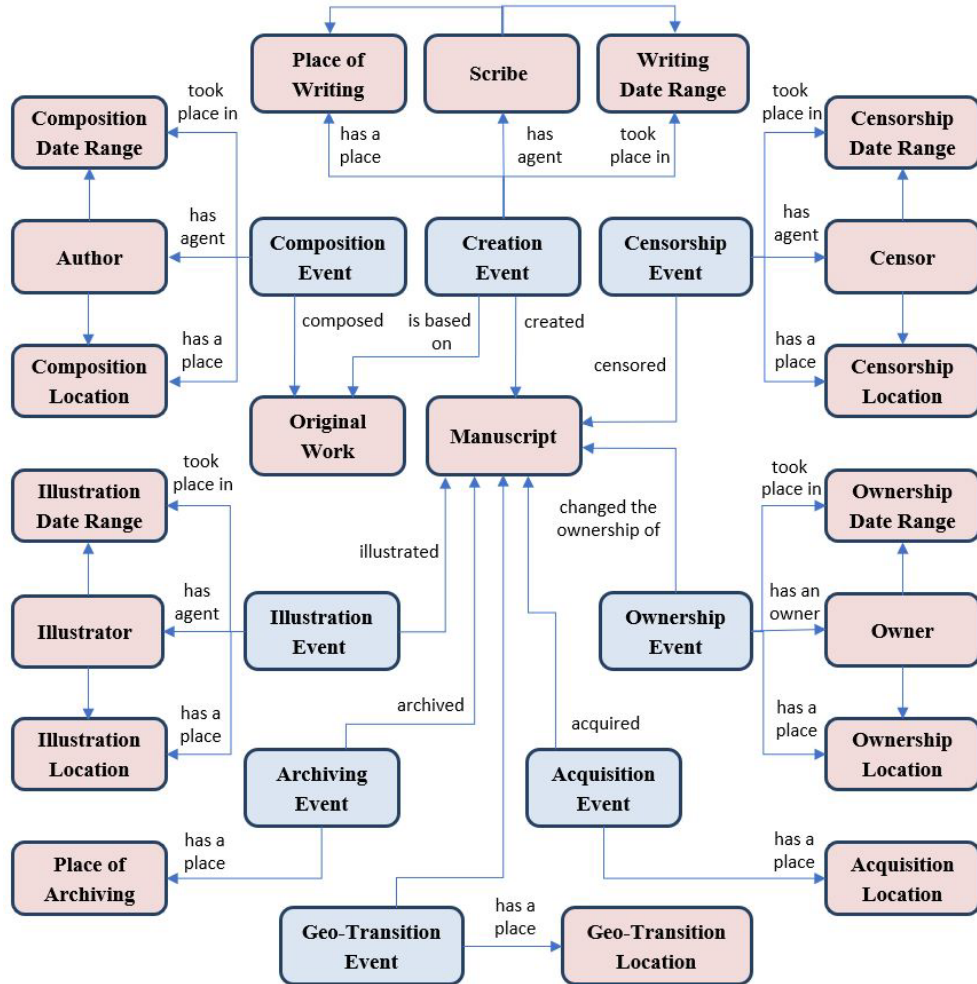 Place of
Writing
Scribe
Writing
Date Range
Composition
Date Range
took
place in
has a
place
has
agent
took
place in
took
place in
Censorship
Date Range
Author
has
agent
Composition
Event
Creation
Event
Censorship
Event
has
agent
Censor
Composition
Location
has a
place
composed
is based
on
created
censored
has a
place
Censorship
Location
Original
Work
Manuscript
Illustration
Date Range
took
place in
illustrated
changed the
ownership of
took
place in
Ownership
Date Range
Illustrator
has
agent
Illustration
Event
Ownership
Event
has an
owner
Owner
Illustration
Location
has a
place
archived
acquired
has a
place
Ownership
Location
Archiving
Event
Acquisition
Event
Place of
Archiving
has a
place
has a
place
Acquisition
Location
Geo-Transition
Event
has a
place
Geo-Transition
Location